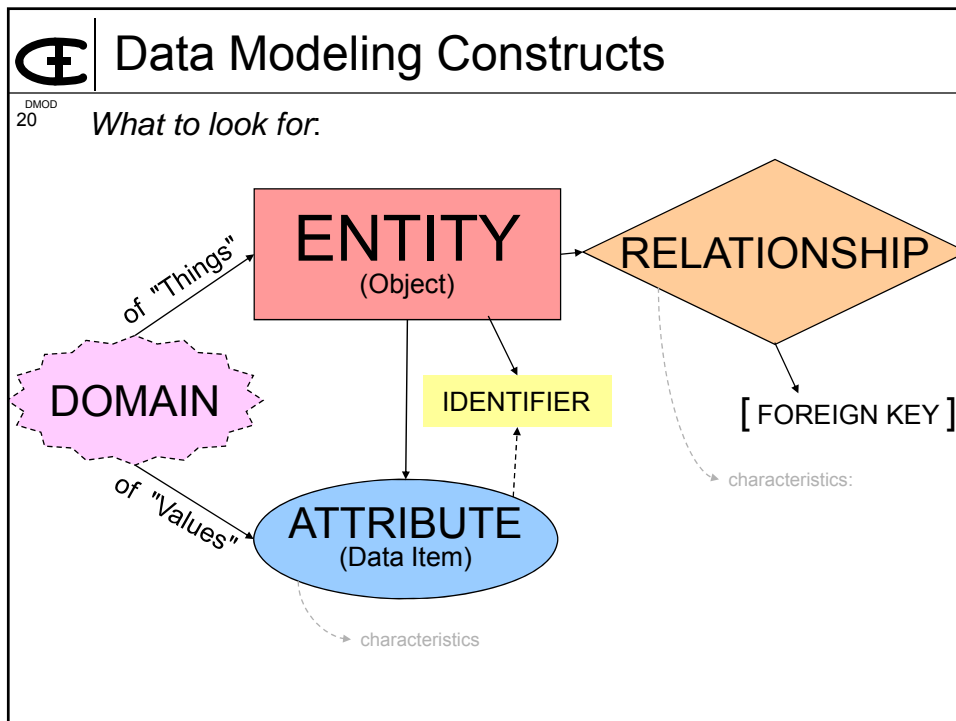 Data Modeling Constructs
DMOD
20
What to look for:
ENTITY
(Object)
RELATIONSHIP
of "Things"
DOMAIN
IDENTIFIER
[ FOREIGN KEY ]
of "Values"
characteristics:
ATTRIBUTE
(Data Item)
characteristics